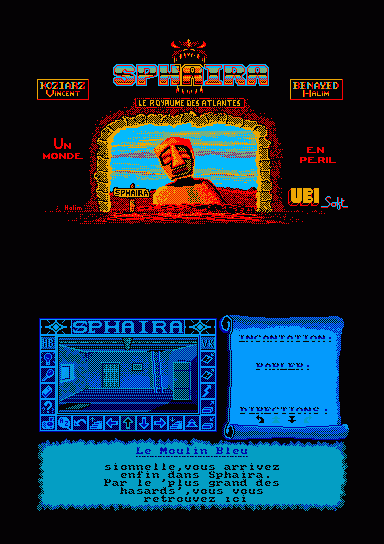 SPHAIRA
KOZIARZ
VINCENT
BENAYED
HALIM
LE ROYAUME DES ATLANTES
UN
MONDE
EN
PERIL
SPHAIRA
Halim
UBI
Soft
SPHAIRA
INCANTATION:
PARLER:
DIRECTIONS:
Le Moulin Bleu
sionnelle,vous arrivez
enfin dans Sphaira.
Par le 'plus grand des
hasards',vous vous
retrouvez ici